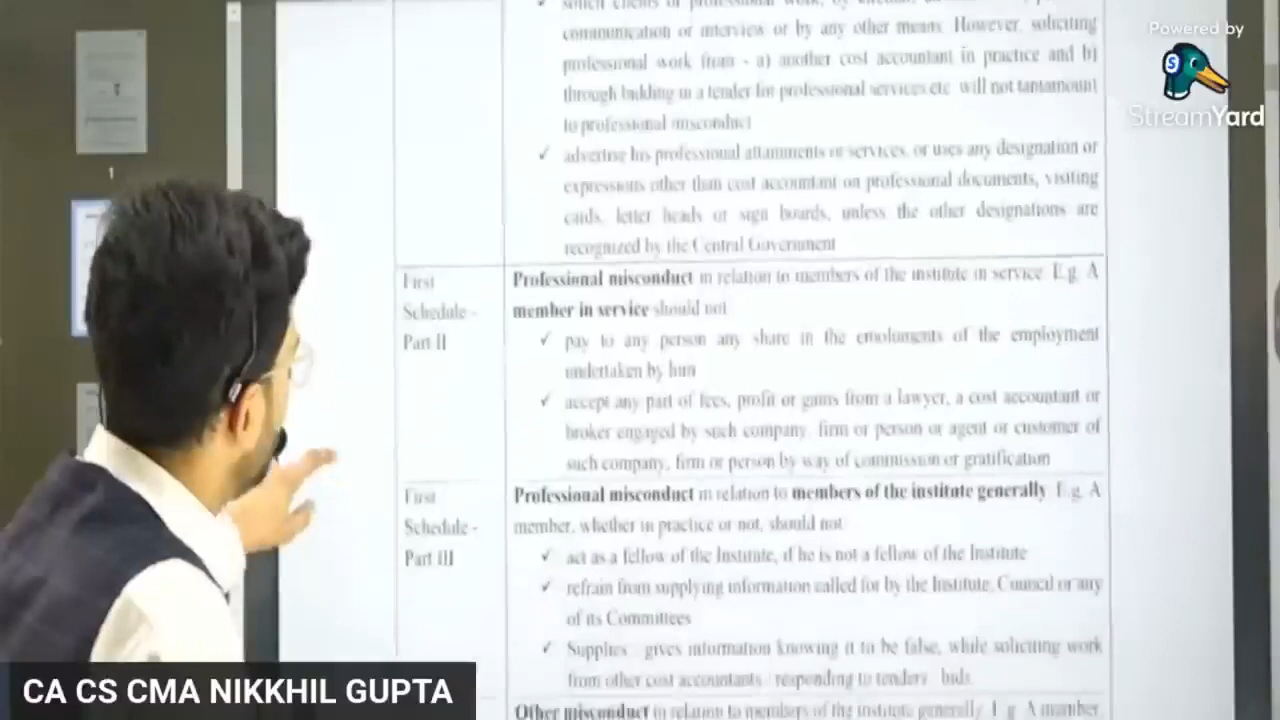 Powered by
StreamYard
communication or interview or by any other means. However, soliciting
professional work from - a) another cost accountant in practice and b)
through bidding in a tender for professional services etc will not tantamount
to professional misconduct
✓ advertise his professional attainments or services, or uses any designation or
expressions other than cost accountant on professional documents, visiting
cards, letter heads or sign boards, unless the other designations are
recognized by the Central Government
First
Schedule -
Part II
Professional misconduct in relation to members of the institute in service. E.g. A
member in service should not
✓ pay to any person any share in the emoluments of the employment
undertaken by him
✓ accept any part of fees, profit or gains from a lawyer, a cost accountant or
broker engaged by such company, firm or person or agent or customer of
such company, firm or person by way of commission or gratification
First
Schedule -
Part III
Professional misconduct in relation to members of the institute generally. E.g. A
member, whether in practice or not, should not
✓ act as a fellow of the Institute, if he is not a fellow of the Institute
✓ refrain from supplying information called for by the Institute, Council or any
of its Committees
✓ Supplies gives information knowing it to be false, while soliciting work
from other cost accountants responding to tenders bids.
Other misconduct in relation to members of the institute generally. E.g. A member,
1
CA CS CMA NIKKHIL GUPTA